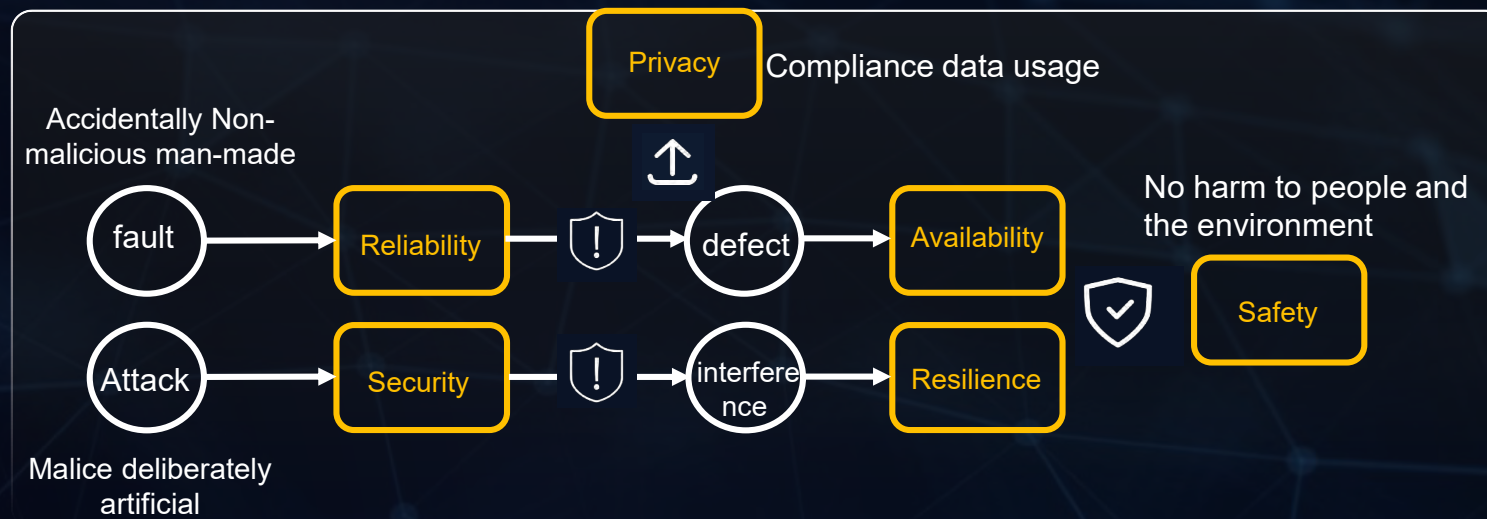 Privacy
Compliance data usage
Accidentally Non-
malicious man-made
fault
Reliability
defect
Availability
No harm to people and
the environment
Safety
Attack
Security
interfere
nce
Resilience
Malice deliberately
artificial